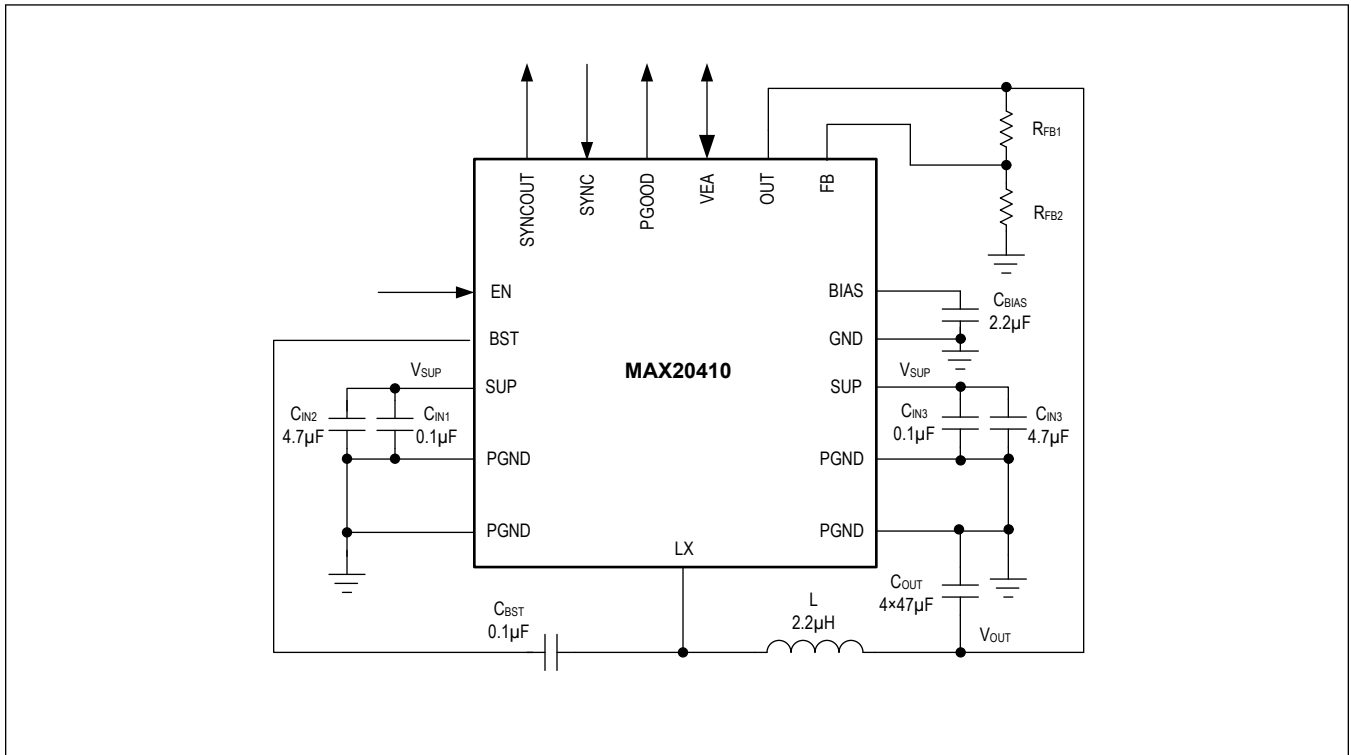 SYNCOUT
SYNC
PGOOD
VEA
OUT
FB
RFB1
RFB2
EN
BST
SUP
PGND
PGND
LX
BIAS
GND
SUP
PGND
PGND
MAX20410
VSUP
CIN2
4.7µF
CIN1
0.1µF
CBIAS
2.2µF
VSUP
CIN3
0.1µF
CIN3
4.7µF
CBST
0.1µF
L
2.2µH
COUT
4×47µF
VOUT